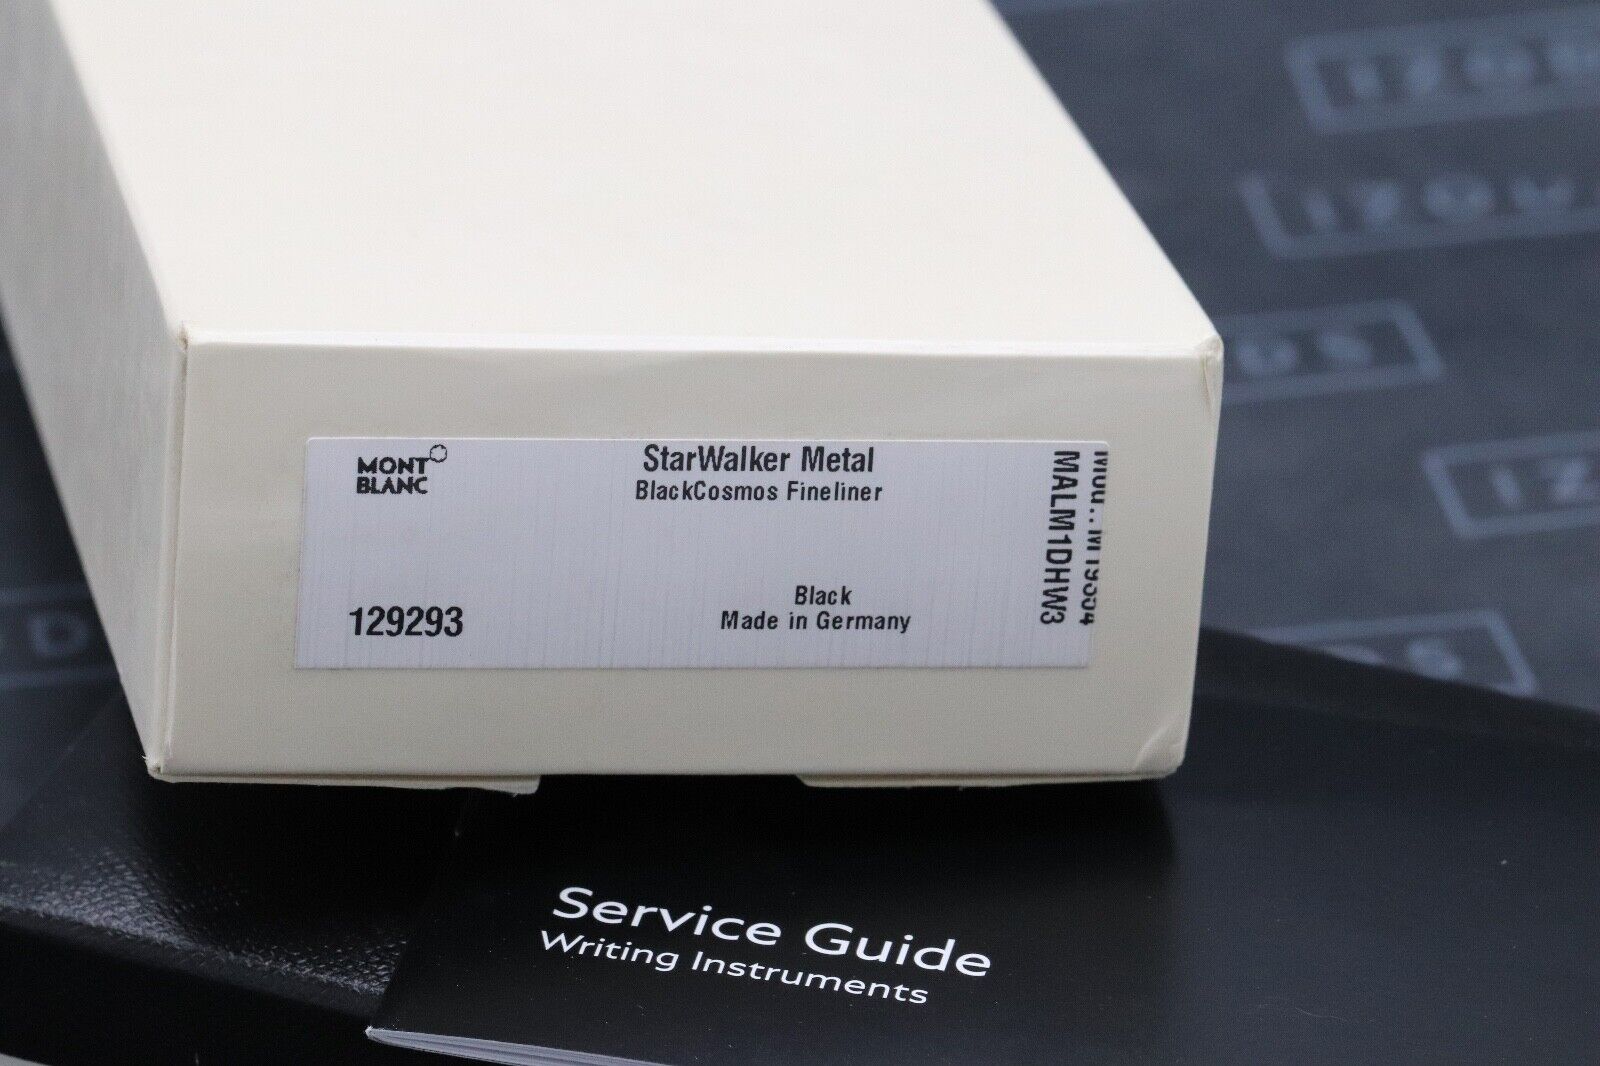 MONT
BLANC
StarWalker Metal
BlackCosmos Fineliner
129293
Black
Made in Germany
MALM1DHW3
Service Guide
Writing Instruments